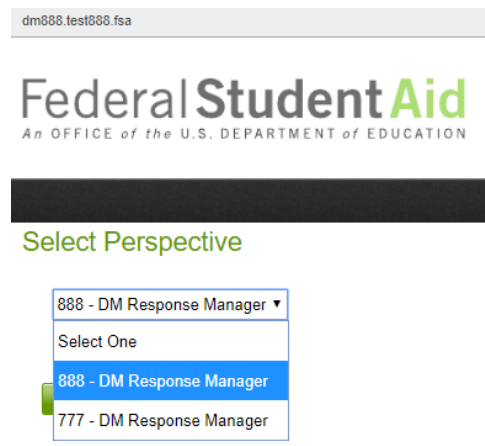 dm888.test888.fsa
Federal Student Aid
An OFFICE of the U.S. DEPARTMENT of EDUCATION
Select Perspective
888 - DM Response Manager
Select One
888 - DM Response Manager
777 - DM Response Manager